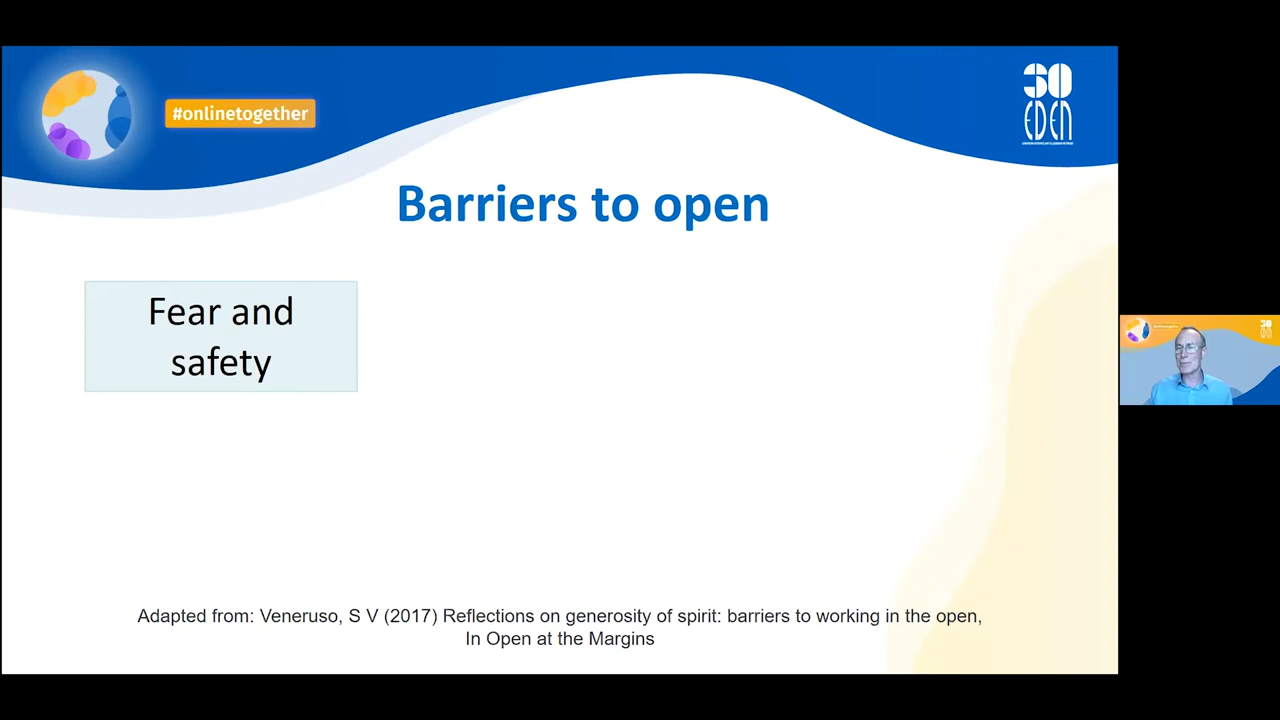 #onlinetogether
30
EDEN
Barriers to open
Fear and
safety
Adapted from: Veneruso, S V (2017) Reflections on generosity of spirit: barriers to working in the open,
In Open at the Margins
30